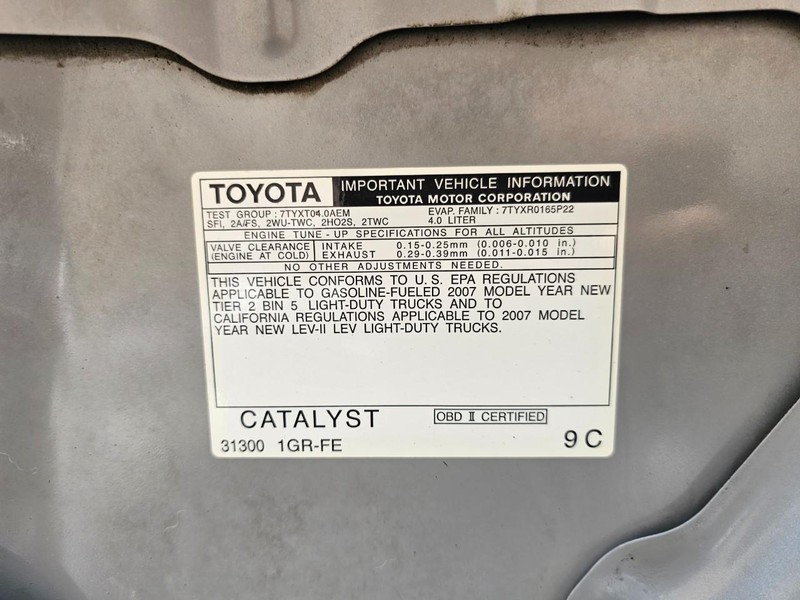 TOYOTA IMPORTANT VEHICLE INFORMATION
TOYOTA MOTOR CORPORATION
TEST GROUP : 7TYXT04.0AEM EVAP. FAMILY : 7TYXR0165P22
SFI, 2A/FS, 2WU-TWC, 2HO2S, 2TWC 4.0 LITER
ENGINE TUNE - UP SPECIFICATIONS FOR ALL ALTITUDES
VALVE CLEARANCE INTAKE 0.15-0.25mm (0.006-0.010 in.)
(ENGINE AT COLD) EXHAUST 0.29-0.39mm (0.011-0.015 in.)
NO OTHER ADJUSTMENTS NEEDED.
THIS VEHICLE CONFORMS TO U.S. EPA REGULATIONS
APPLICABLE TO GASOLINE-FUELED 2007 MODEL YEAR NEW
TIER 2 BIN 5 LIGHT-DUTY TRUCKS AND TO
CALIFORNIA REGULATIONS APPLICABLE TO 2007 MODEL
YEAR NEW LEV-II LEV LIGHT-DUTY TRUCKS.
CATALYST OBD II CERTIFIED
31300 1GR-FE 9 C